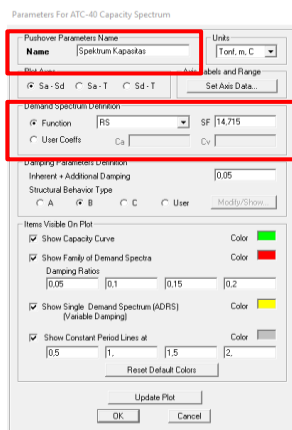 Parameters For ATC-40 Capacity Spectrum
Pushover Parameters Name
Name Spektrum Kapasitas
Units
Tonf, m, C
Plot Axes
Sa - Sd Sa - T Sd - T
Axis Labels and Range
Set Axis Data...
Demand Spectrum Definition
Function RS SF 14,715
User Coeffs Ca Cv
Damping Parameters Definition
Inherent + Additional Damping 0,05
Structural Behavior Type
A B C User Modify/Show...
Items Visible On Plot
Show Capacity Curve Color
Show Family of Demand Spectra Color
Damping Ratios
0,05 0,1 0,15 0,2
Show Single Demand Spectrum (ADRS) Color
(Variable Damping)
Show Constant Period Lines at Color
0,5 1, 1,5 2,
Reset Default Colors
Update Plot
OK Cancel